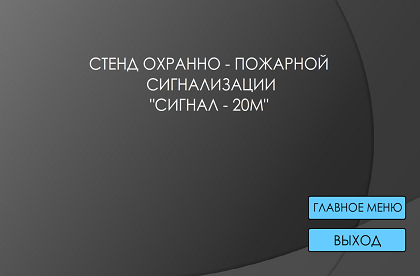 СТЕНД ОХРАННО - ПОЖАРНОЙ
СИГНАЛИЗАЦИИ
"СИГНАЛ - 20М"
ГЛАВНОЕ МЕНЮ
ВЫХОД